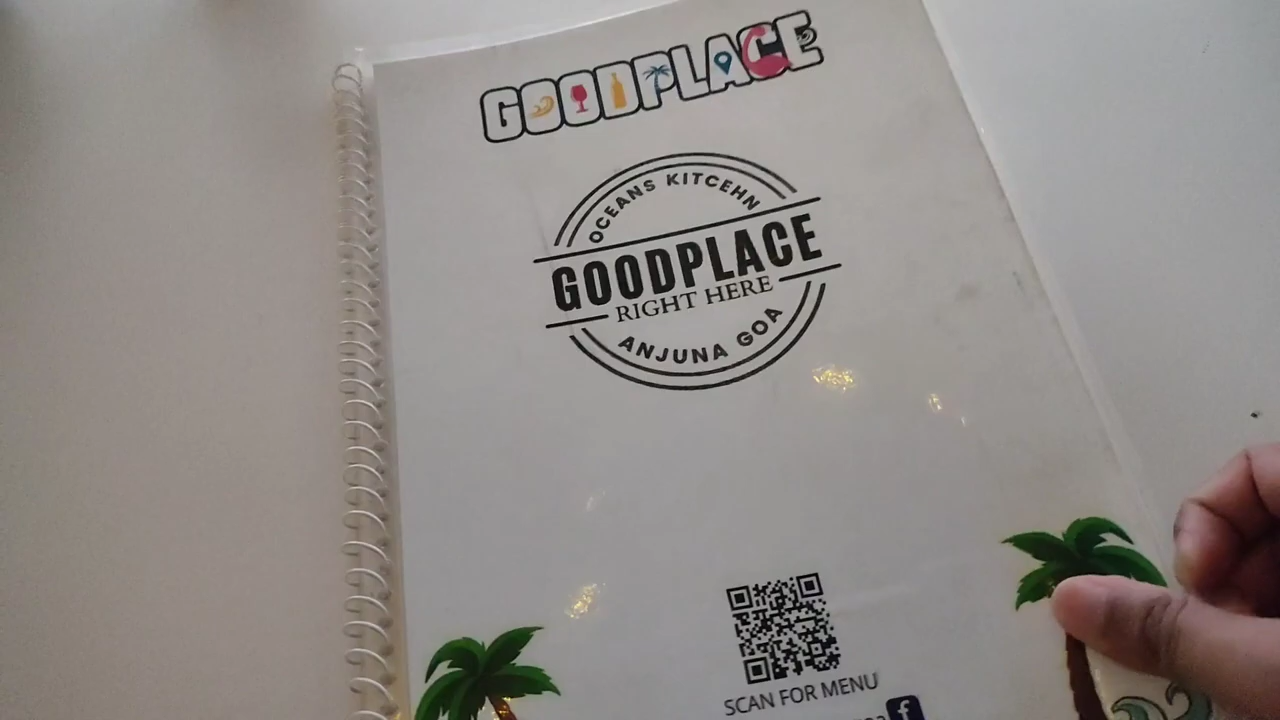 GOODPLACE
OCEANS KITCEHN
GOODPLACE
RIGHT HERE
ANJUNA GOA
SCAN FOR MENU